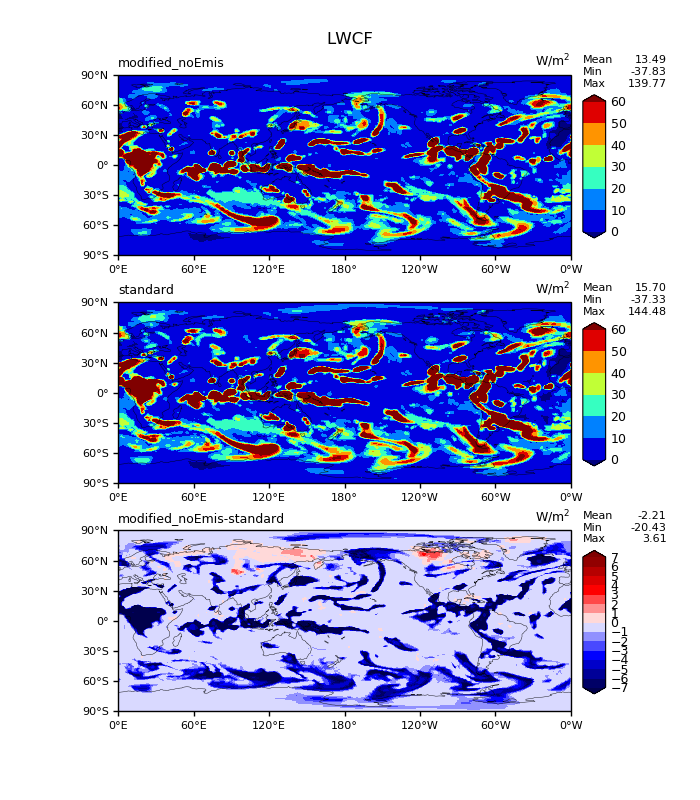 LWCF
modified_noEmis
W/m²
Mean 13.49
Min -37.83
Max 139.77
90°N
60°N
30°N
0°
30°S
60°S
90°S
0°E 60°E 120°E 180° 120°W 60°W 0°W
60
50
40
30
20
10
0
standard
W/m²
Mean 15.70
Min -37.33
Max 144.48
90°N
60°N
30°N
0°
30°S
60°S
90°S
0°E 60°E 120°E 180° 120°W 60°W 0°W
60
50
40
30
20
10
0
modified_noEmis-standard
W/m²
Mean -2.21
Min -20.43
Max 3.61
90°N
60°N
30°N
0°
30°S
60°S
90°S
0°E 60°E 120°E 180° 120°W 60°W 0°W
7
6
5
4
3
2
1
0
−1
−2
−3
−4
−5
−6
−7